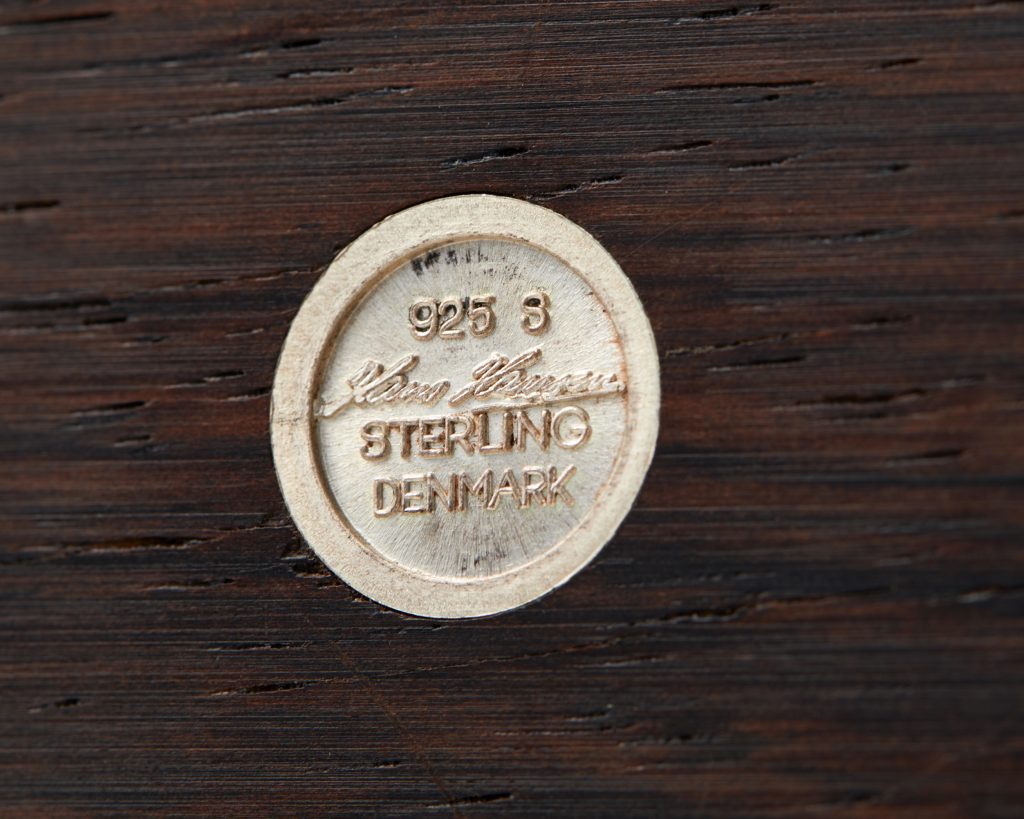 925 S
Hans Hansen
STERLING
DENMARK